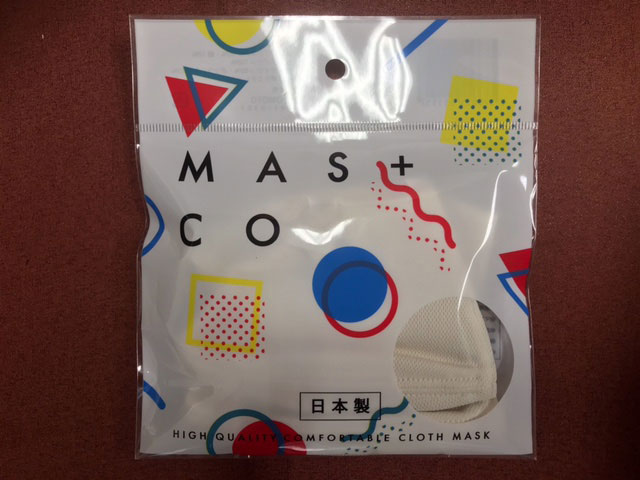 MAS+
CO
日本製
HIGH QUALITY COMFORTABLE CLOTH MASK